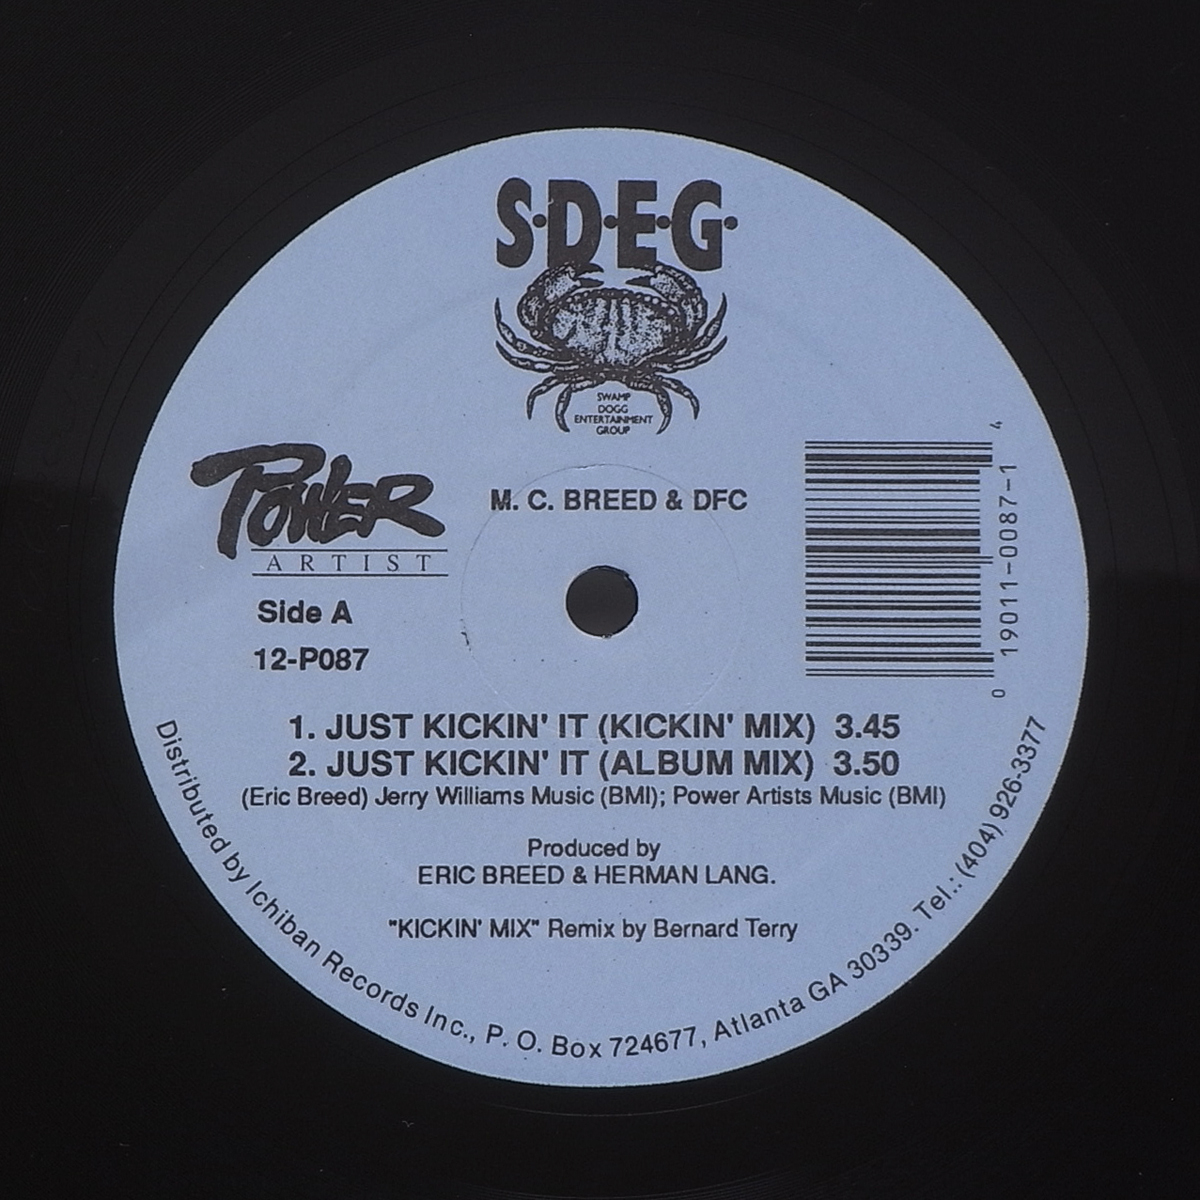 S·D·E·G·
SWAMP
DOGG
ENTERTAINMENT
GROUP
POWER
ARTIST
M. C. BREED & DFC
Side A
12-P087
0 19011-0087-1 4
1. JUST KICKIN' IT (KICKIN' MIX) 3.45
2. JUST KICKIN' IT (ALBUM MIX) 3.50
(Eric Breed) Jerry Williams Music (BMI); Power Artists Music (BMI)
Produced by
ERIC BREED & HERMAN LANG.
"KICKIN' MIX" Remix by Bernard Terry
Distributed by Ichiban Records Inc., P. O. Box 724677, Atlanta GA 30339. Tel.: (404) 926-3377